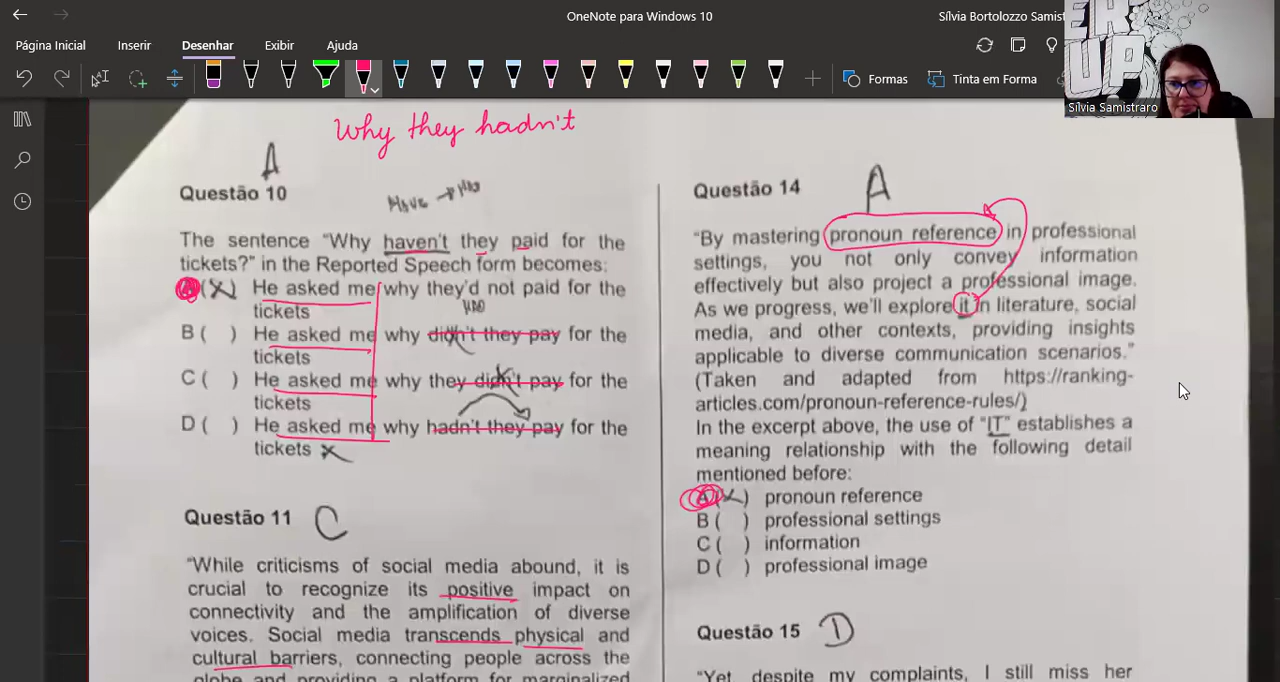 OneNote para Windows 10
Sílvia Bortolozzo Samist
Página Inicial
Inserir
Desenhar
Exibir
Ajuda
Formas
Tinta em Forma
ER
UP
Sílvia Samistraro
Why they hadn't
A
Questão 10
Move →
The sentence "Why haven't they paid for the
tickets?" in the Reported Speech form becomes:
(X) He asked me why they'd not paid for the
tickets
B ( ) He asked me why didn't they pay for the
tickets
C ( ) He asked me why they didn't pay for the
tickets
D ( ) He asked me why hadn't they pay for the
tickets X
Questão 11 C
"While criticisms of social media abound, it is
crucial to recognize its positive impact on
connectivity and the amplification of diverse
voices. Social media transcends physical and
cultural barriers, connecting people across the
globe and providing a platform for marginalized
Questão 14 A
"By mastering pronoun reference in professional
settings, you not only convey information
effectively but also project a professional image.
As we progress, we'll explore it in literature, social
media, and other contexts, providing insights
applicable to diverse communication scenarios."
(Taken and adapted from https://ranking-
articles.com/pronoun-reference-rules/)
In the excerpt above, the use of "IT" establishes a
meaning relationship with the following detail
mentioned before:
A (X) pronoun reference
B ( ) professional settings
C ( ) information
D ( ) professional image
Questão 15 D
"Yet despite my complaints, I still miss her